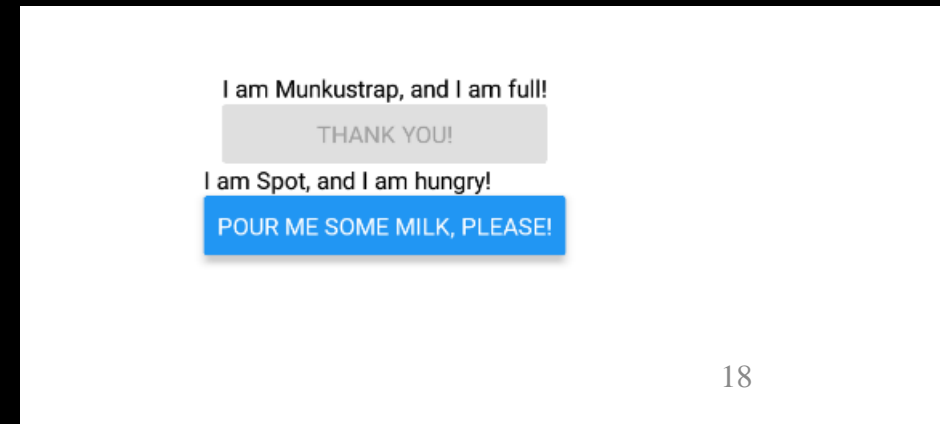 I am Munkustrap, and I am full!
THANK YOU!
I am Spot, and I am hungry!
POUR ME SOME MILK, PLEASE!
18